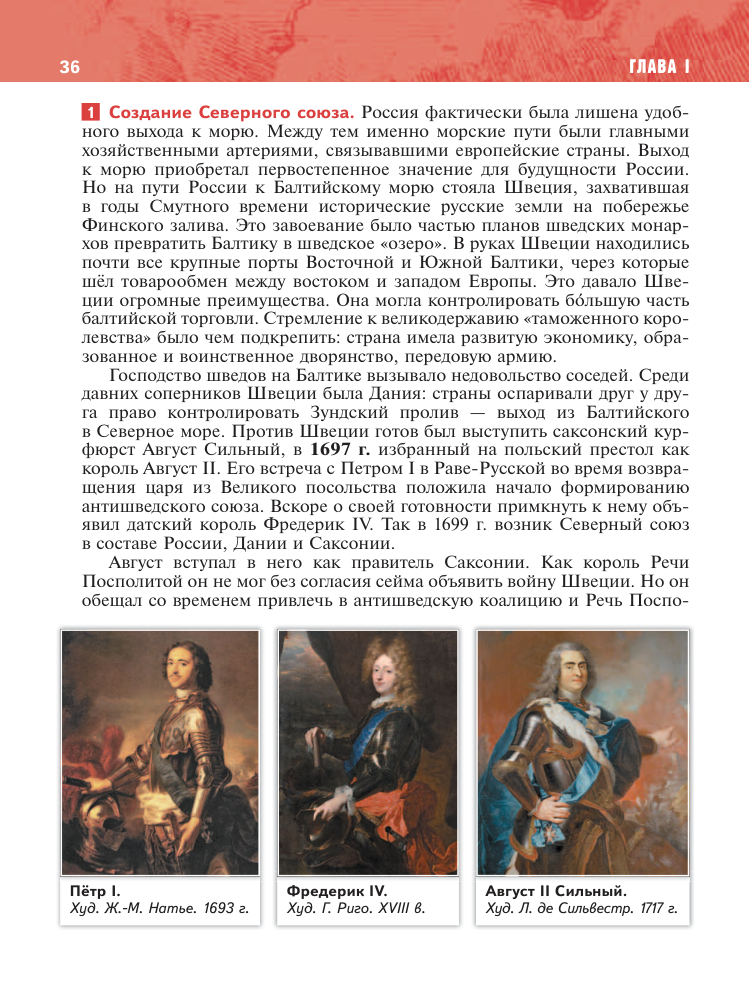 36
ГЛАВА I
1 Создание Северного союза. Россия фактически была лишена удоб-
ного выхода к морю. Между тем именно морские пути были главными
хозяйственными артериями, связывавшими европейские страны. Выход
к морю приобретал первостепенное значение для будущности России.
Но на пути России к Балтийскому морю стояла Швеция, захватившая
в годы Смутного времени исторические русские земли на побережье
Финского залива. Это завоевание было частью планов шведских монар-
хов превратить Балтику в шведское «озеро». В руках Швеции находились
почти все крупные порты Восточной и Южной Балтики, через которые
шёл товарообмен между востоком и западом Европы. Это давало Шве-
ции огромные преимущества. Она могла контролировать бо́льшую часть
балтийской торговли. Стремление к великодержавию «таможенного коро-
левства» было чем подкрепить: страна имела развитую экономику, обра-
зованное и воинственное дворянство, передовую армию.
Господство шведов на Балтике вызывало недовольство соседей. Среди
давних соперников Швеции была Дания: страны оспаривали друг у дру-
га право контролировать Зундский пролив — выход из Балтийского
в Северное море. Против Швеции готов был выступить саксонский кур-
фюрст Август Сильный, в 1697 г. избранный на польский престол как
король Август II. Его встреча с Петром I в Раве-Русской во время возвра-
щения царя из Великого посольства положила начало формированию
антишведского союза. Вскоре о своей готовности примкнуть к нему объ-
явил датский король Фредерик IV. Так в 1699 г. возник Северный союз
в составе России, Дании и Саксонии.
Август вступал в него как правитель Саксонии. Как король Речи
Посполитой он не мог без согласия сейма объявить войну Швеции. Но он
обещал со временем привлечь в антишведскую коалицию и Речь Поспо-
Пётр I.
Худ. Ж.-М. Натье. 1693 г.
Фредерик IV.
Худ. Г. Риго. XVIII в.
Август II Сильный.
Худ. Л. де Сильвестр. 1717 г.